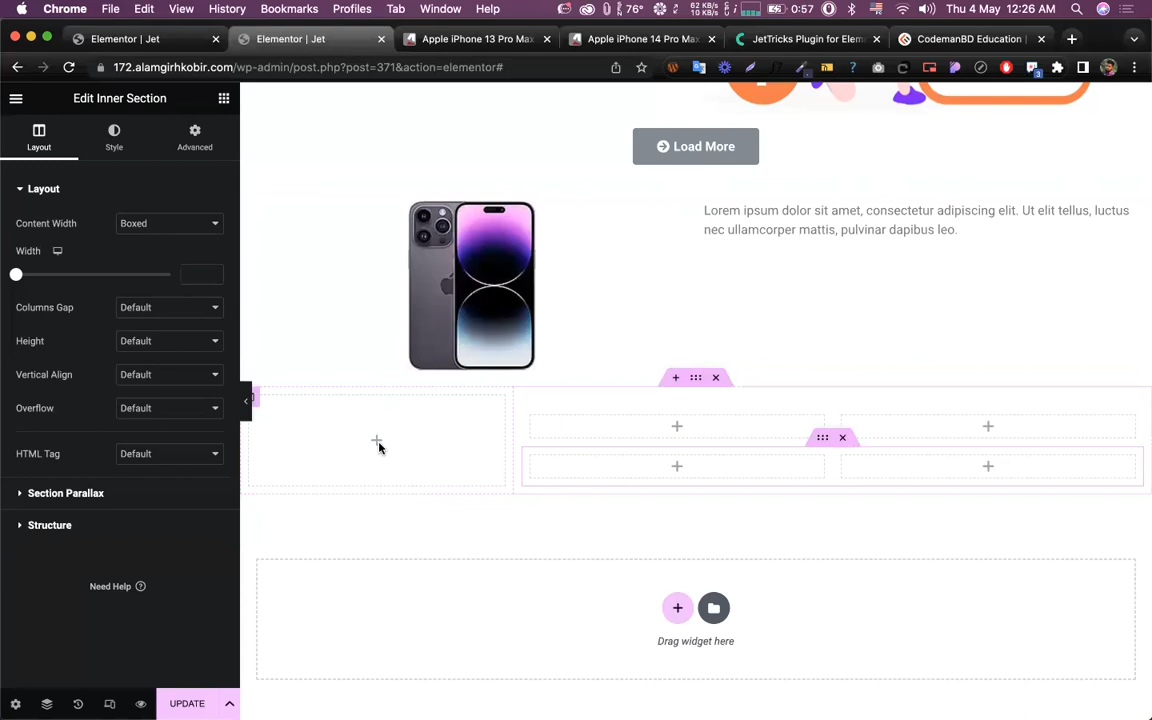 Chrome File Edit View History Bookmarks Profiles Tab Window Help 76° 62 KB 10 KB/s 0:57 Thu 4 May 12:26 AM
Elementor | Jet
Elementor | Jet
Apple iPhone 13 Pro Max
Apple iPhone 14 Pro Max
JetTricks Plugin for Elem
CodemanBD Education |
172.alamgirhkobir.com/wp-admin/post.php?post=371&action=elementor#
3
Edit Inner Section
Layout
Style
Advanced
Layout
Content Width Boxed
Width
Columns Gap Default
Height Default
Vertical Align Default
Overflow Default
HTML Tag Default
Section Parallax
Structure
Need Help
UPDATE
Load More
Lorem ipsum dolor sit amet, consectetur adipiscing elit. Ut elit tellus, luctus
nec ullamcorper mattis, pulvinar dapibus leo.
Drag widget here